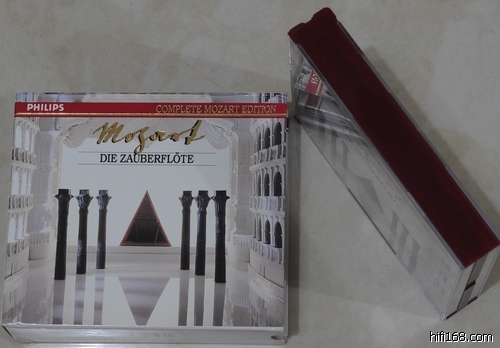 PHILIPS COMPLETE MOZART EDITION
Mozart
DIE ZAUBERFLÖTE
hifi168.com